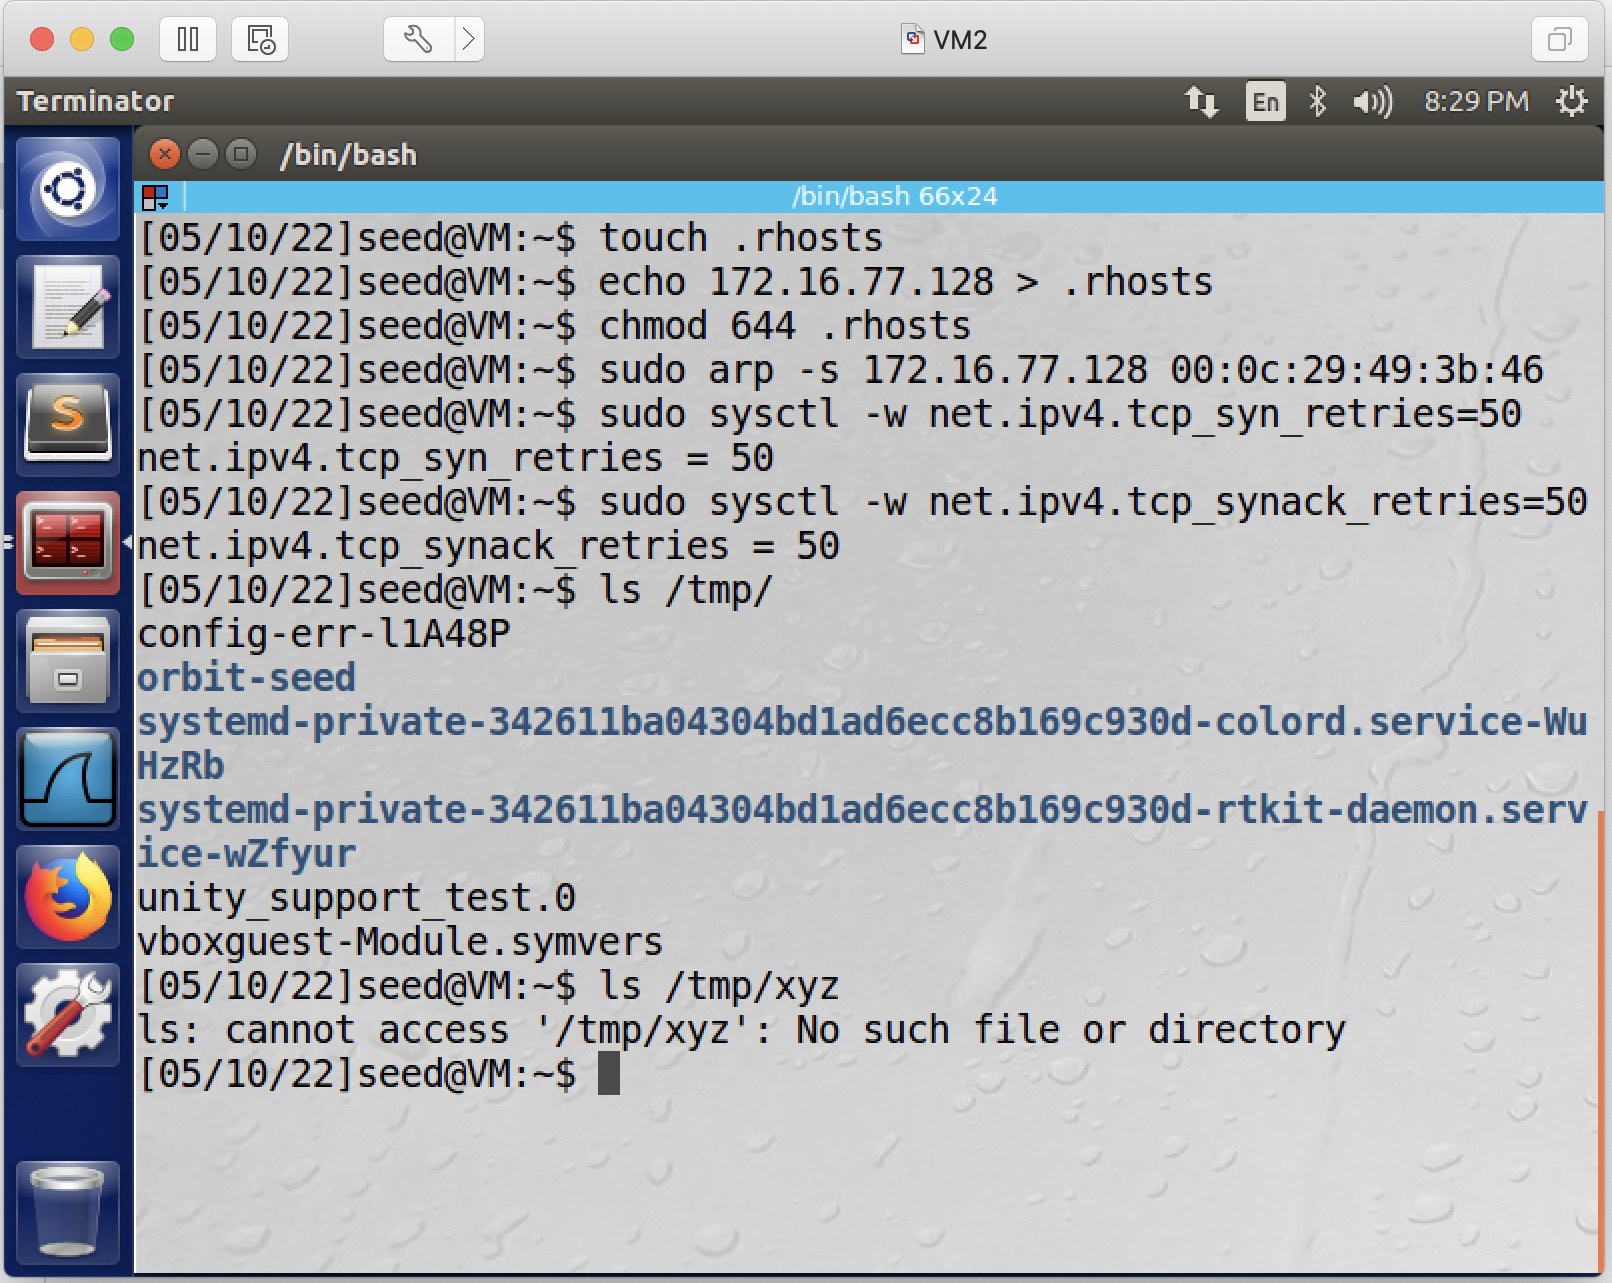 VM2
Terminator
En
8:29 PM
/bin/bash
/bin/bash 66x24
[05/10/22]seed@VM:~$ touch .rhosts
[05/10/22]seed@VM:~$ echo 172.16.77.128 > .rhosts
[05/10/22]seed@VM:~$ chmod 644 .rhosts
[05/10/22]seed@VM:~$ sudo arp -s 172.16.77.128 00:0c:29:49:3b:46
[05/10/22]seed@VM:~$ sudo sysctl -w net.ipv4.tcp_syn_retries=50
net.ipv4.tcp_syn_retries = 50
[05/10/22]seed@VM:~$ sudo sysctl -w net.ipv4.tcp_synack_retries=50
net.ipv4.tcp_synack_retries = 50
[05/10/22]seed@VM:~$ ls /tmp/
config-err-l1A48P
orbit-seed
systemd-private-342611ba04304bd1ad6ecc8b169c930d-colord.service-Wu
HzRb
systemd-private-342611ba04304bd1ad6ecc8b169c930d-rtkit-daemon.serv
ice-wZfyur
unity_support_test.0
vboxguest-Module.symvers
[05/10/22]seed@VM:~$ ls /tmp/xyz
ls: cannot access '/tmp/xyz': No such file or directory
[05/10/22]seed@VM:~$